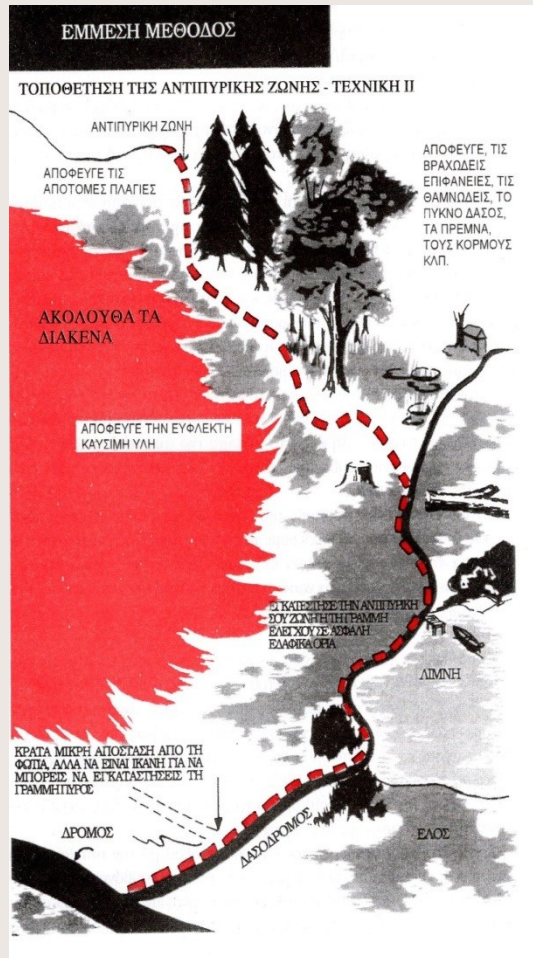 ΕΜΜΕΣΗ ΜΕΘΟΔΟΣ
ΤΟΠΟΘΕΤΗΣΗ ΤΗΣ ΑΝΤΙΠΥΡΙΚΗΣ ΖΩΝΗΣ - ΤΕΧΝΙΚΗ ΙΙ
ΑΝΤΙΠΥΡΙΚΗ ΖΩΝΗ
ΑΠΟΦΕΥΓΕ ΤΙΣ
ΑΠΟΤΟΜΕΣ ΠΛΑΓΙΕΣ
ΑΠΟΦΕΥΓΕ, ΤΙΣ
ΒΡΑΧΩΔΕΙΣ
ΕΠΙΦΑΝΕΙΕΣ, ΤΙΣ
ΘΑΜΝΩΔΕΙΣ, ΤΟ
ΠΥΚΝΟ ΔΑΣΟΣ,
ΤΑ ΠΡΕΜΝΑ,
ΤΟΥΣ ΚΟΡΜΟΥΣ
ΚΛΠ.
ΑΚΟΛΟΥΘΑ ΤΑ
ΔΙΑΚΕΝΑ
ΑΠΟΦΕΥΓΕ ΤΗΝ ΕΥΦΛΕΚΤΗ
ΚΑΥΣΙΜΗ ΥΛΗ
ΕΓΚΑΤΕΣΤΗΣΕ ΤΗΝ ΑΝΤΙΠΥΡΙΚΗ
ΣΟΥ ΖΩΝΗ Ή ΤΗ ΓΡΑΜΜΗ
ΕΛΕΓΧΟΥ ΣΕ ΑΣΦΑΛΗ
ΕΔΑΦΙΚΑ ΟΡΙΑ
ΛΙΜΝΗ
ΚΡΑΤΑ ΜΙΚΡΗ ΑΠΟΣΤΑΣΗ ΑΠΟ ΤΗ
ΦΩΤΙΑ, ΑΛΛΑ ΝΑ ΕΙΝΑΙ ΙΚΑΝΗ ΓΙΑ ΝΑ
ΜΠΟΡΕΙΣ ΝΑ ΕΓΚΑΤΑΣΤΗΣΕΙΣ ΤΗ
ΓΡΑΜΜΗ ΠΥΡΟΣ
ΔΡΟΜΟΣ
ΔΑΣΟΔΡΟΜΟΣ
ΕΛΟΣ